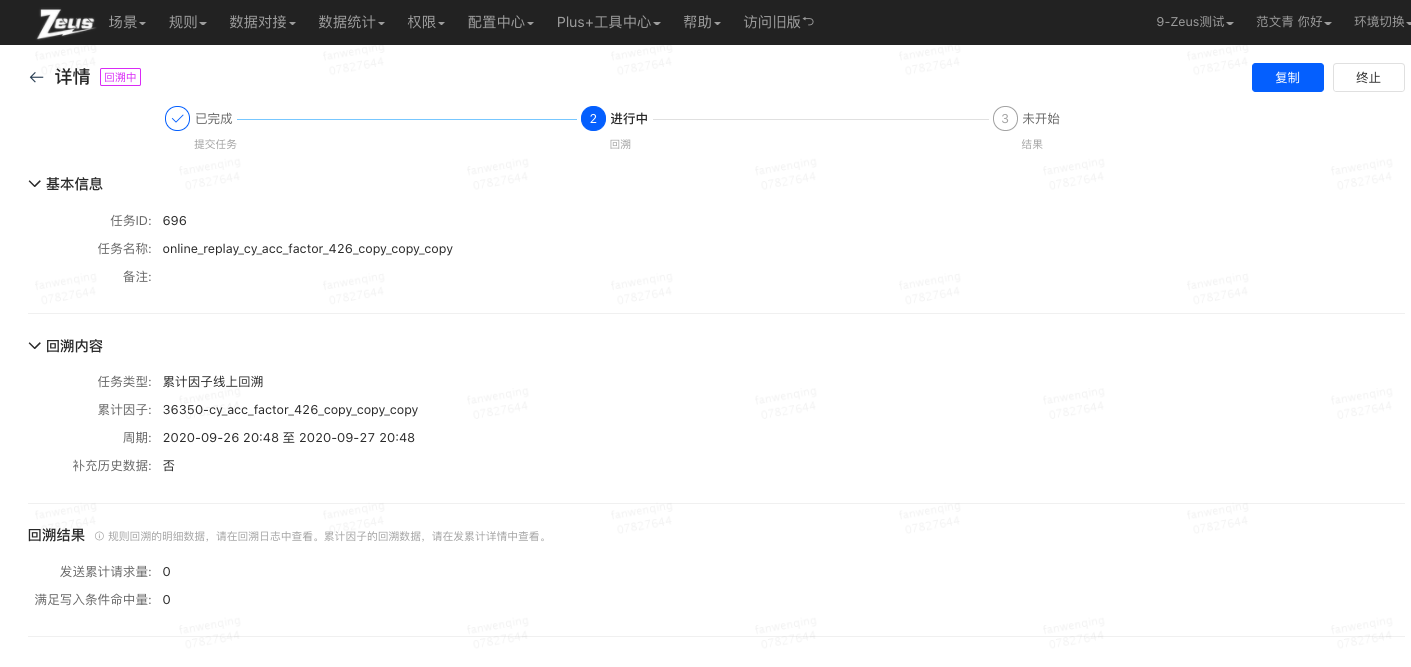 Zeus 场景 规则 数据对接 数据统计 权限 配置中心 Plus+工具中心 帮助 访问旧版 9-Zeus测试 范文青 你好 环境切换
详情 回溯中 复制 终止
已完成 2 进行中 3 未开始
提交任务 回溯 结果
基本信息
任务ID: 696
任务名称: online_replay_cy_acc_factor_426_copy_copy_copy
备注:
回溯内容
任务类型: 累计因子线上回溯
累计因子: 36350-cy_acc_factor_426_copy_copy_copy
周期: 2020-09-26 20:48 至 2020-09-27 20:48
补充历史数据: 否
回溯结果 规则回溯的明细数据，请在回溯日志中查看。累计因子的回溯数据，请在发累计详情中查看。
发送累计请求量: 0
满足写入条件命中量: 0
fanwenqing
07827644